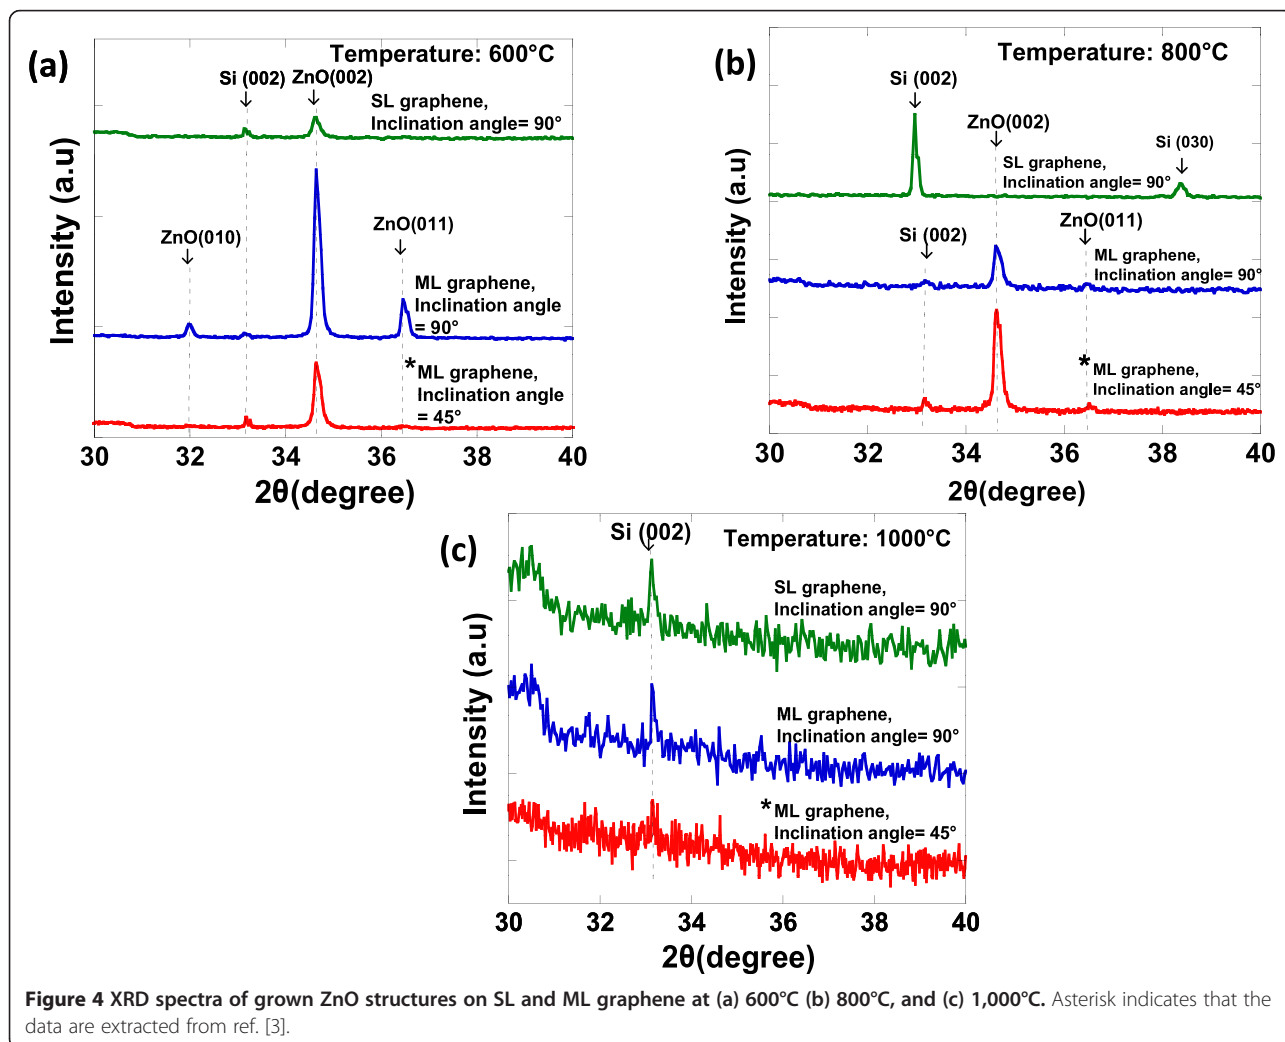 (a)
Temperature: 600°C
Si (002)
ZnO(002)
SL graphene,
Inclination angle= 90°
ZnO(010)
ZnO(011)
ML graphene,
Inclination angle
= 90°
*ML graphene,
Inclination angle
= 45°
Intensity (a.u)
30 32 34 36 38 40
2θ(degree)
(b)
Temperature: 800°C
Si (002)
ZnO(002)
Si (030)
SL graphene,
Inclination angle= 90°
Si (002)
ZnO(011)
ML graphene,
Inclination angle= 90°
*
ML graphene,
Inclination angle= 45°
Intensity (a.u)
30 32 34 36 38 40
2θ(degree)
(c)
Si (002)
Temperature: 1000°C
SL graphene,
Inclination angle= 90°
ML graphene,
Inclination angle= 90°
*ML graphene,
Inclination angle= 45°
Intensity (a.u)
30 32 34 36 38 40
2θ(degree)
Figure 4 XRD spectra of grown ZnO structures on SL and ML graphene at (a) 600°C (b) 800°C, and (c) 1,000°C. Asterisk indicates that the
data are extracted from ref. [3].